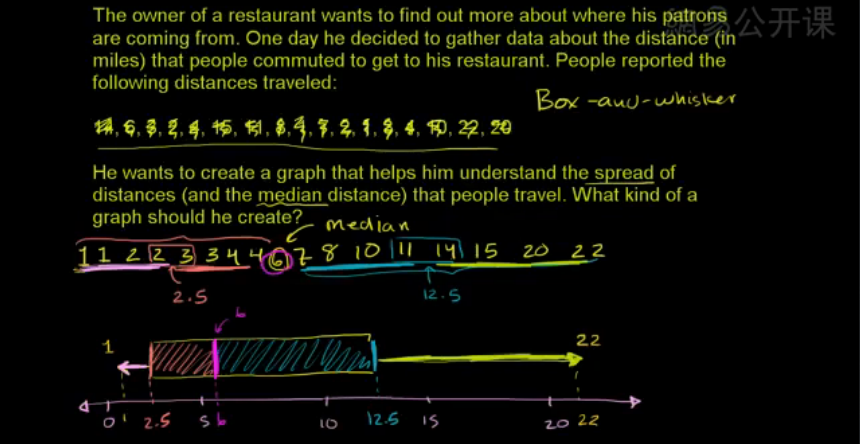 网易公开课
The owner of a restaurant wants to find out more about where his patrons
are coming from. One day he decided to gather data about the distance (in
miles) that people commuted to get to his restaurant. People reported the
following distances traveled:
Box-and-whisker
14, 6, 3, 2, 4, 15, 11, 8, 1, 7, 2, 1, 3, 4, 10, 22, 20
He wants to create a graph that helps him understand the spread of
distances (and the median distance) that people travel. What kind of a
graph should he create?
median
1 1 2 2 3 3 4 4 6 7 8 10 11 14 15 20 22
2.5 12.5
6
1 22
0 1 2.5 5 6 10 12.5 15 20 22